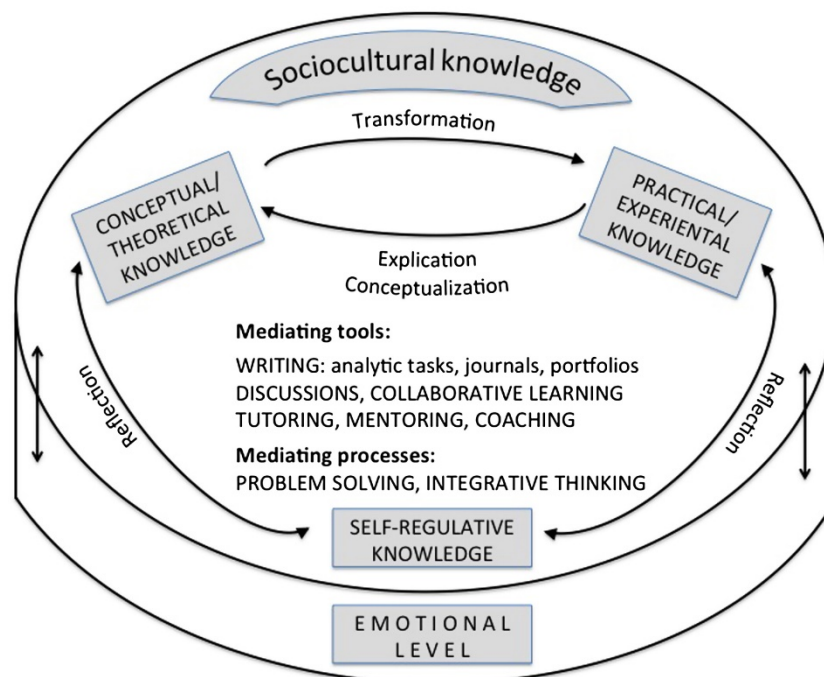 Sociocultural knowledge
Transformation
CONCEPTUAL/
THEORETICAL
KNOWLEDGE
PRACTICAL/
EXPERIENTAL
KNOWLEDGE
Explication
Conceptualization
Mediating tools:
WRITING: analytic tasks, journals, portfolios
DISCUSSIONS, COLLABORATIVE LEARNING
TUTORING, MENTORING, COACHING
Mediating processes:
PROBLEM SOLVING, INTEGRATIVE THINKING
Reflection
Reflection
SELF-REGULATIVE
KNOWLEDGE
EMOTIONAL
LEVEL